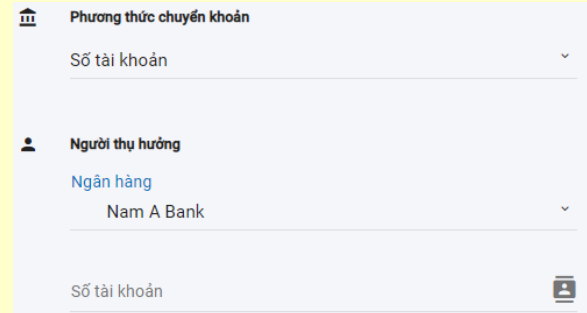 Phương thức chuyển khoản
Số tài khoản
Người thụ hưởng
Ngân hàng
Nam A Bank
Số tài khoản